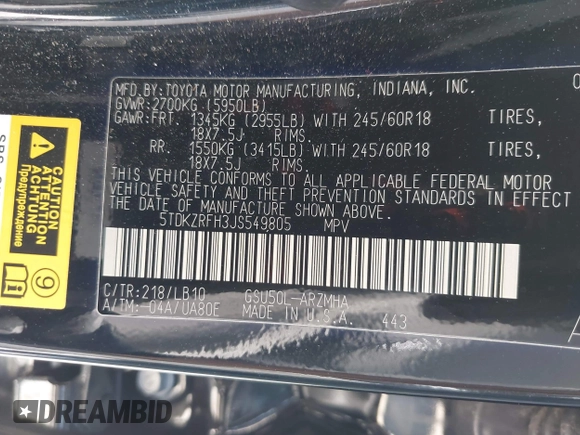 MFD.BY:TOYOTA MOTOR MANUFACTURING, INDIANA, INC.
GVWR:2700KG (5950LB)
GAWR:FRT. 1345KG (2955LB) WITH 245/60R18 TIRES,
18X7.5J RIMS.
RR. 1550KG (3415LB) WITH 245/60R18 TIRES,
18X7.5J RIMS.
THIS VEHICLE CONFORMS TO ALL APPLICABLE FEDERAL MOTOR
VEHICLE SAFETY AND THEFT PREVENTION STANDARDS IN EFFECT
THE DATE OF MANUFACTURE SHOWN ABOVE.
5TDKZRFH3JS549805 MPV
C/TR:218/LB10 GSU50L-ARZMHA
A/TM:-04A/UA80E MADE IN U.S.A. 443
CAUTION
ATTENTION
ACHTUNG
Предупреждение
9
DREAMBID